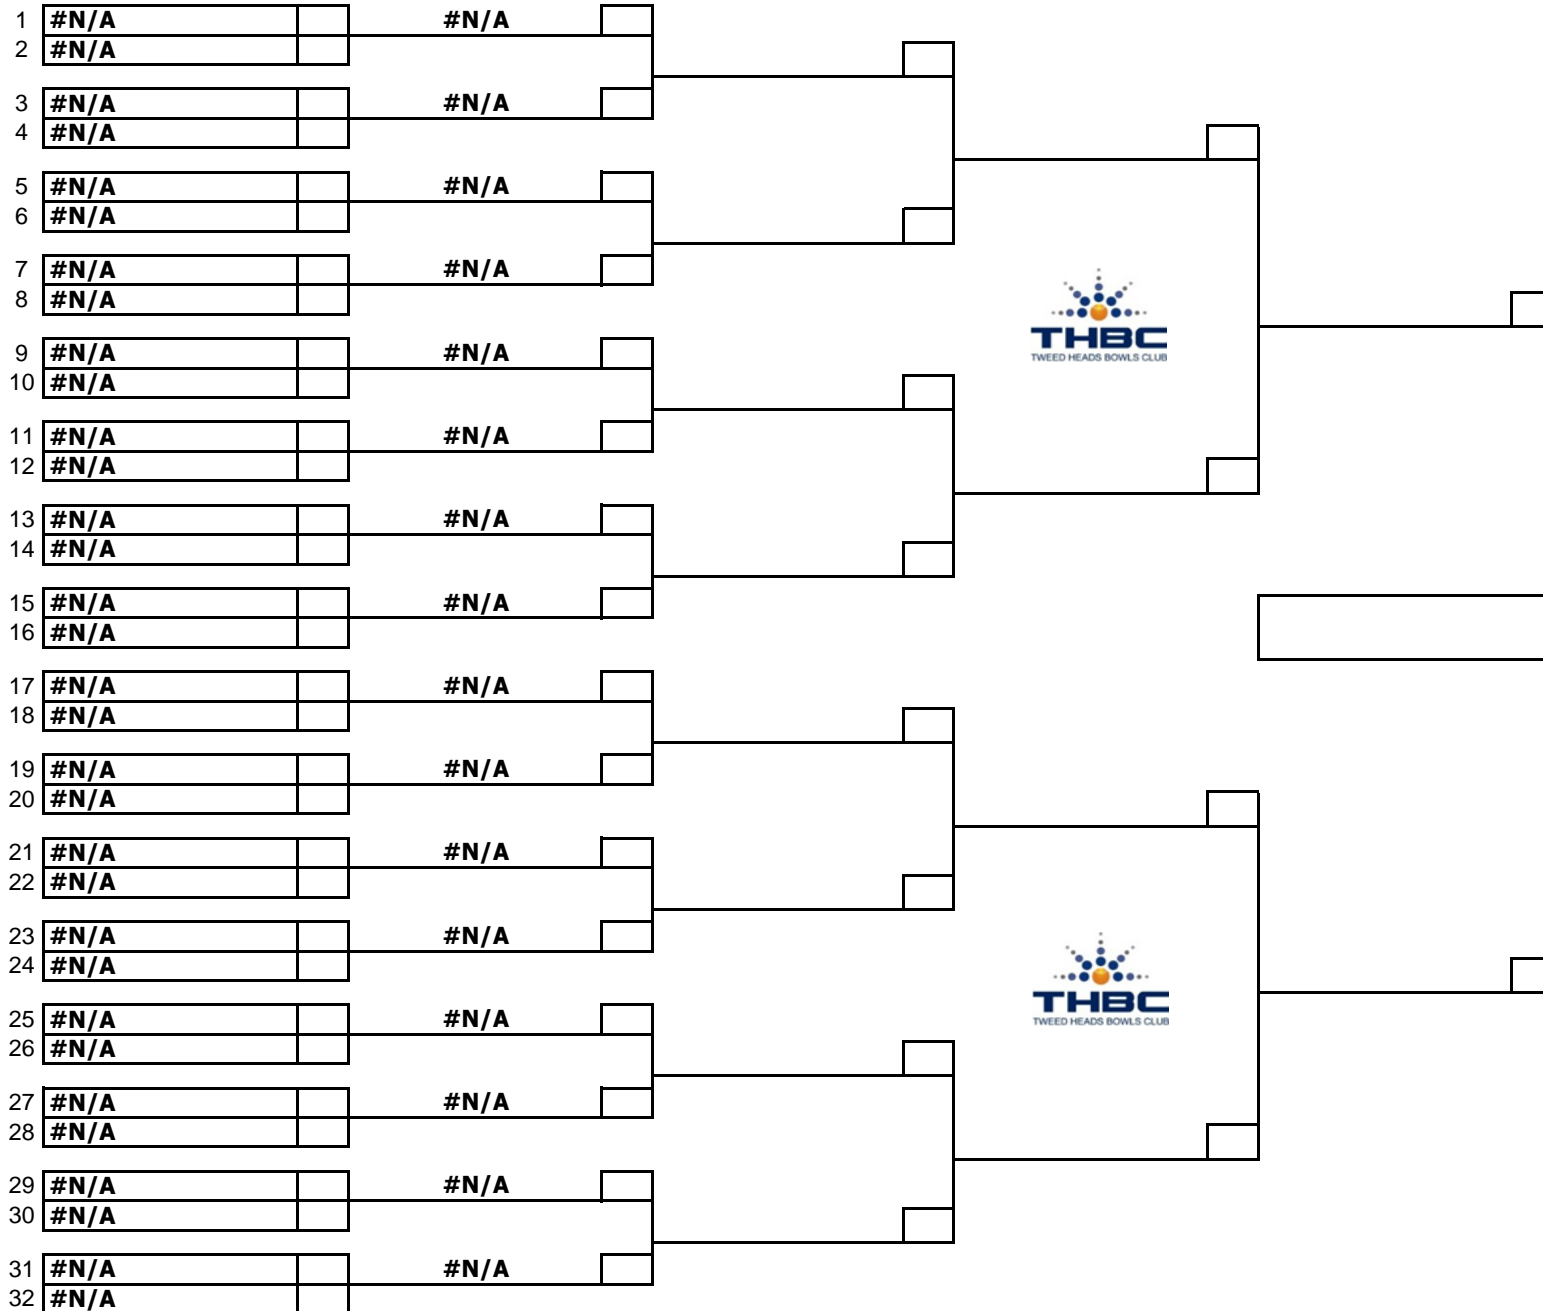 1 #N/A #N/A
2 #N/A
3 #N/A #N/A
4 #N/A
5 #N/A #N/A
6 #N/A
7 #N/A #N/A
8 #N/A
THBC
TWEED HEADS BOWLS CLUB
9 #N/A #N/A
10 #N/A
11 #N/A #N/A
12 #N/A
13 #N/A #N/A
14 #N/A
15 #N/A #N/A
16 #N/A
17 #N/A #N/A
18 #N/A
19 #N/A #N/A
20 #N/A
21 #N/A #N/A
22 #N/A
23 #N/A #N/A
24 #N/A
THBC
TWEED HEADS BOWLS CLUB
25 #N/A #N/A
26 #N/A
27 #N/A #N/A
28 #N/A
29 #N/A #N/A
30 #N/A
31 #N/A #N/A
32 #N/A